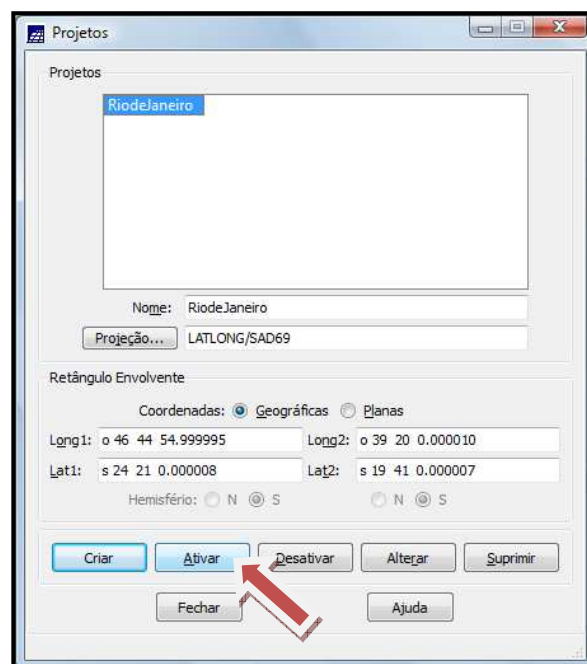 Projetos
Projetos
RiodeJaneiro
Nome: RiodeJaneiro
Projeção... LATLONG/SAD69
Retângulo Envolvente
Coordenadas: Geográficas Planas
Long1: o 46 44 54.999995 Long2: o 39 20 0.000010
Lat1: s 24 21 0.000008 Lat2: s 19 41 0.000007
Hemisfério: N S N S
Criar Ativar Desativar Alterar Suprimir
Fechar Ajuda